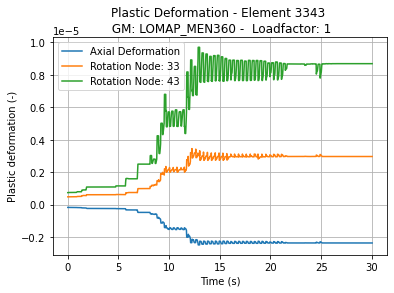 Plastic Deformation - Element 3343
GM: LOMAP_MEN360 -  Loadfactor: 1
1e−5
Axial Deformation
Rotation Node: 33
Rotation Node: 43
Plastic deformation (-)
1.0
0.8
0.6
0.4
0.2
0.0
−0.2
0
5
10
15
20
25
30
Time (s)